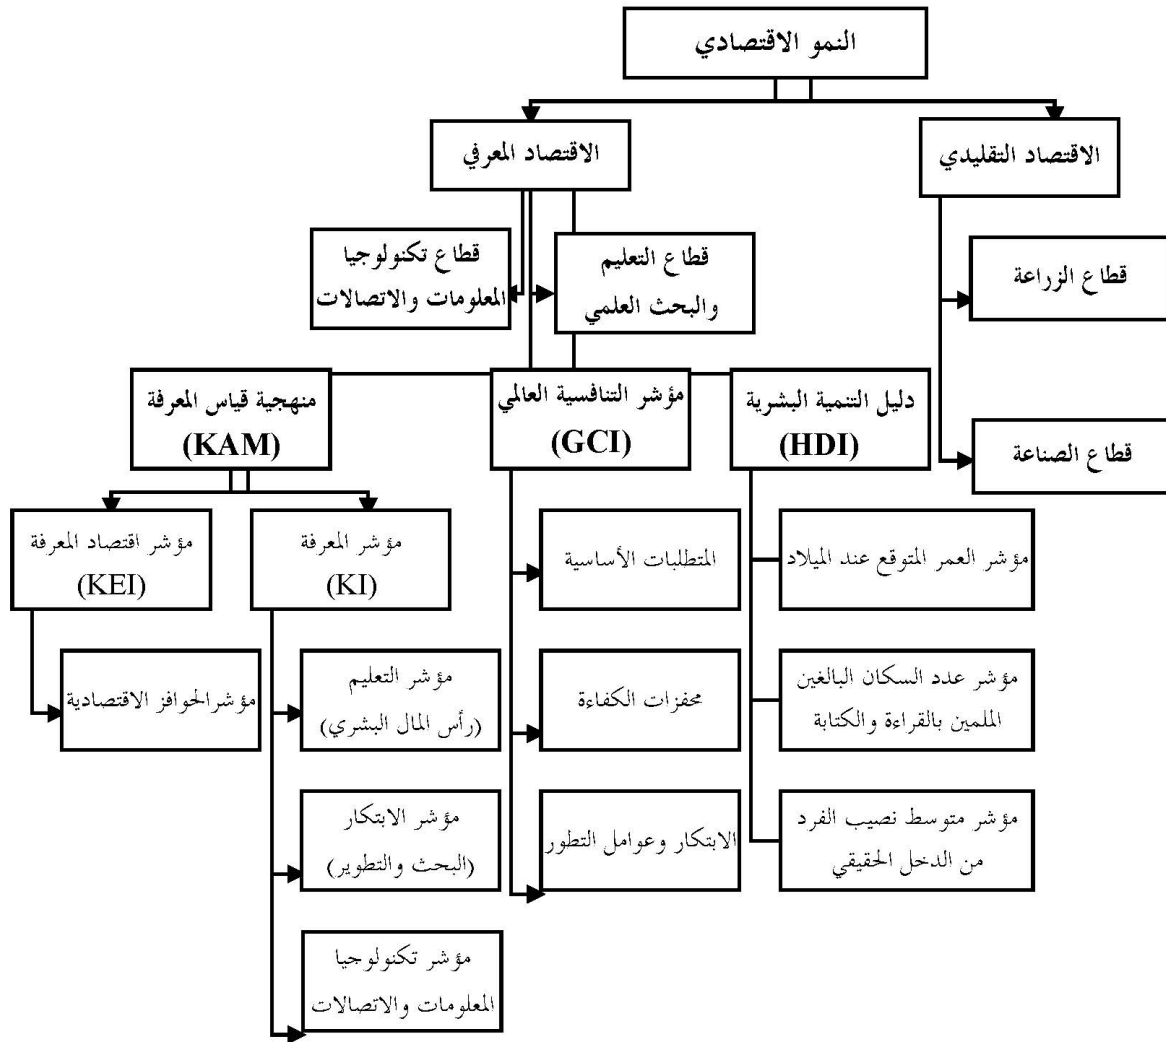 النمو الاقتصادي
الاقتصاد التقليدي
الاقتصاد المعرفي
قطاع الزراعة
قطاع التعليم
والبحث العلمي
قطاع تكنولوجيا
المعلومات والاتصالات
دليل التنمية البشرية
(HDI)
مؤشر التنافسية العالمي
(GCI)
منهجية قياس المعرفة
(KAM)
قطاع الصناعة
مؤشر العمر المتوقع عند الميلاد
المتطلبات الأساسية
مؤشر المعرفة
(KI)
مؤشر اقتصاد المعرفة
(KEI)
مؤشر عدد السكان البالغين
الملمين بالقراءة والكتابة
محفزات الكفاءة
مؤشر التعليم
(رأس المال البشري)
مؤشرالحوافز الاقتصادية
مؤشر متوسط نصيب الفرد
من الدخل الحقيقي
الابتكار وعوامل التطور
مؤشر الابتكار
(البحث والتطوير)
مؤشر تكنولوجيا
المعلومات والاتصالات